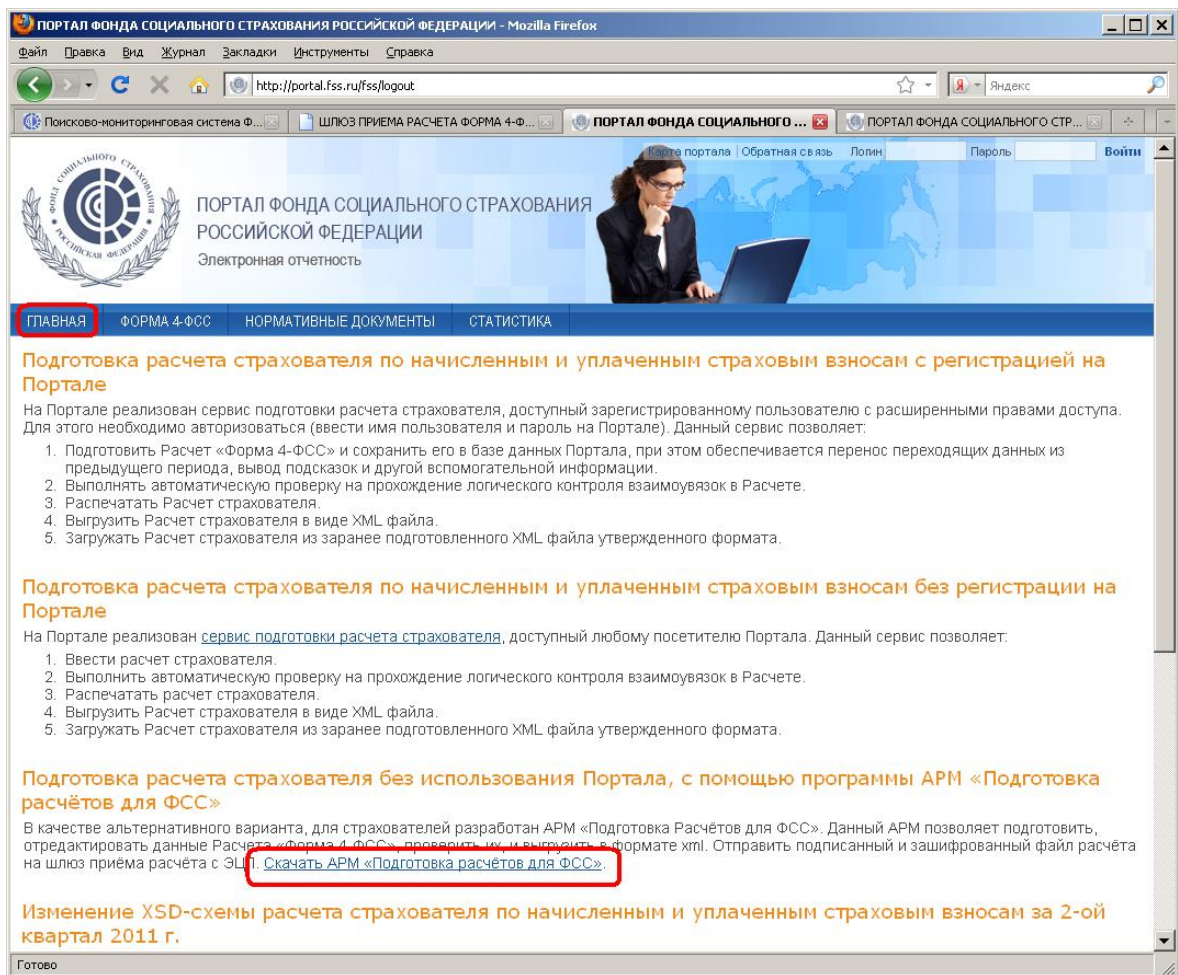 ПОРТАЛ ФОНДА СОЦИАЛЬНОГО СТРАХОВАНИЯ РОССИЙСКОЙ ФЕДЕРАЦИИ - Mozilla Firefox
Файл Правка Вид Журнал Закладки Инструменты Справка
http://portal.fss.ru/fss/logout Яндекс
Поисково-мониторинговая система Ф... ШЛЮЗ ПРИЕМА РАСЧЕТА ФОРМА 4-Ф... ПОРТАЛ ФОНДА СОЦИАЛЬНОГО ... ПОРТАЛ ФОНДА СОЦИАЛЬНОГО СТР...
Карта портала Обратная связь Логин Пароль Войти
ФОНД СОЦИАЛЬНОГО СТРАХОВАНИЯ
РОССИЙСКАЯ ФЕДЕРАЦИЯ
ПОРТАЛ ФОНДА СОЦИАЛЬНОГО СТРАХОВАНИЯ
РОССИЙСКОЙ ФЕДЕРАЦИИ
Электронная отчетность
ГЛАВНАЯ ФОРМА 4-ФСС НОРМАТИВНЫЕ ДОКУМЕНТЫ СТАТИСТИКА
Подготовка расчета страхователя по начисленным и уплаченным страховым взносам с регистрацией на
Портале
На Портале реализован сервис подготовки расчета страхователя, доступный зарегистрированному пользователю с расширенными правами доступа.
Для этого необходимо авторизоваться (ввести имя пользователя и пароль на Портале). Данный сервис позволяет:
1. Подготовить Расчет «Форма 4-ФСС» и сохранить его в базе данных Портала, при этом обеспечивается перенос переходящих данных из
предыдущего периода, вывод подсказок и другой вспомогательной информации.
2. Выполнять автоматическую проверку на прохождение логического контроля взаимоувязок в Расчете.
3. Распечатать Расчет страхователя.
4. Выгрузить Расчет страхователя в виде XML файла.
5. Загружать Расчет страхователя из заранее подготовленного XML файла утвержденного формата.
Подготовка расчета страхователя по начисленным и уплаченным страховым взносам без регистрации на
Портале
На Портале реализован сервис подготовки расчета страхователя, доступный любому посетителю Портала. Данный сервис позволяет:
1. Ввести расчет страхователя.
2. Выполнить автоматическую проверку на прохождение логического контроля взаимоувязок в Расчете.
3. Распечатать расчет страхователя.
4. Выгрузить Расчет страхователя в виде XML файла.
5. Загружать Расчет страхователя из заранее подготовленного XML файла утвержденного формата.
Подготовка расчета страхователя без использования Портала, с помощью программы АРМ «Подготовка
расчётов для ФСС»
В качестве альтернативного варианта, для страхователей разработан АРМ «Подготовка Расчётов для ФСС». Данный АРМ позволяет подготовить,
отредактировать данные Расчета «Форма 4-ФСС», проверить их, и выгрузить в формате xml. Отправить подписанный и зашифрованный файл расчёта
на шлюз приёма расчёта с ЭЦП. Скачать АРМ «Подготовка расчётов для ФСС».
Изменение XSD-схемы расчета страхователя по начисленным и уплаченным страховым взносам за 2-ой
квартал 2011 г.
Готово